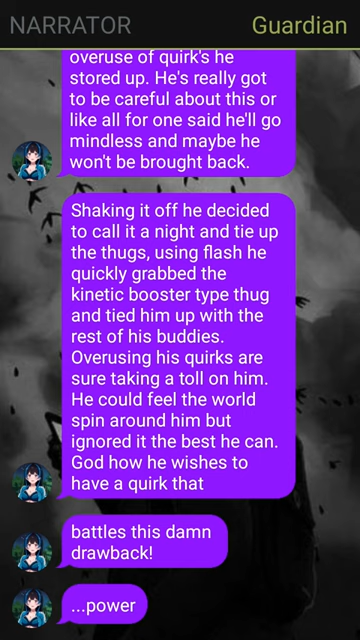 NARRATOR
Guardian
overuse of quirk's he
stored up. He's really got
to be careful about this or
like all for one said he'll go
mindless and maybe he
won't be brought back.
Shaking it off he decided
to call it a night and tie up
the thugs, using flash he
quickly grabbed the
kinetic booster type thug
and tied him up with the
rest of his buddies.
Overusing his quirks are
sure taking a toll on him.
He could feel the world
spin around him but
ignored it the best he can.
God how he wishes to
have a quirk that
battles this damn
drawback!
...power